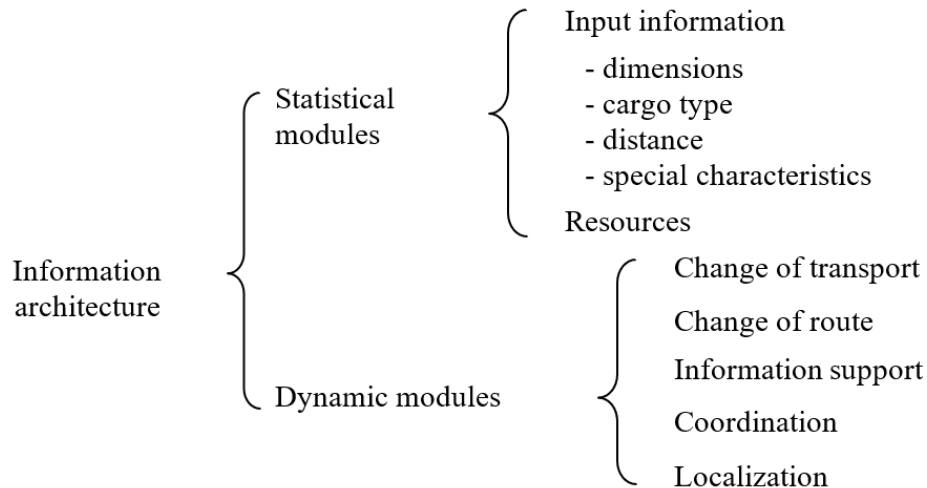 Information
architecture
Statistical
modules
Input information
- dimensions
- cargo type
- distance
- special characteristics
Resources
Dynamic modules
Change of transport
Change of route
Information support
Coordination
Localization